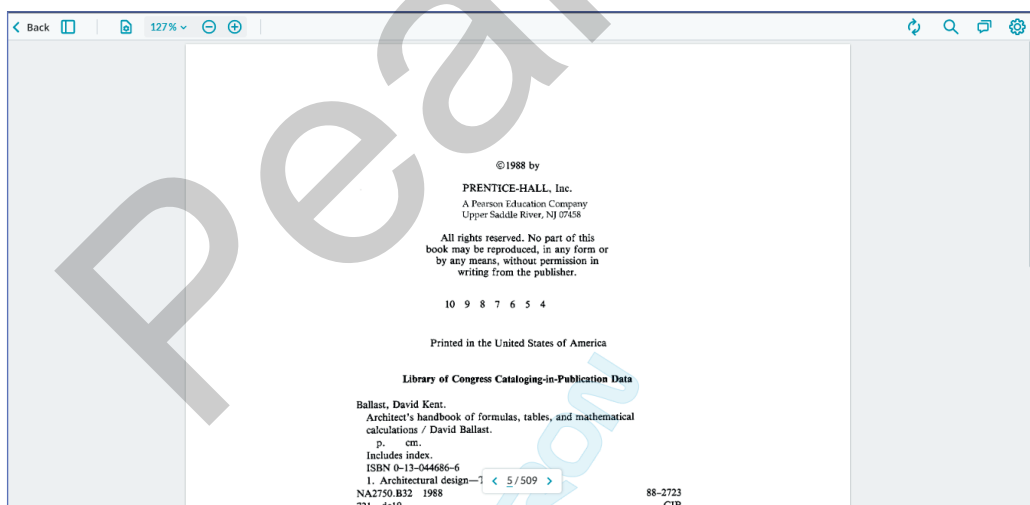 Back
127%
Pear
©1988 by
PRENTICE-HALL, Inc.
A Pearson Education Company
Upper Saddle River, NJ 07458
All rights reserved. No part of this
book may be reproduced, in any form or
by any means, without permission in
writing from the publisher.
10 9 8 7 6 5 4
Printed in the United States of America
Library of Congress Cataloging-in-Publication Data
Ballast, David Kent.
Architect's handbook of formulas, tables, and mathematical
calculations / David Ballast.
p. cm.
Includes index.
ISBN 0-13-044686-6
1. Architectural design—
5/509
NA2750.B32 1988 88-2723
CIP